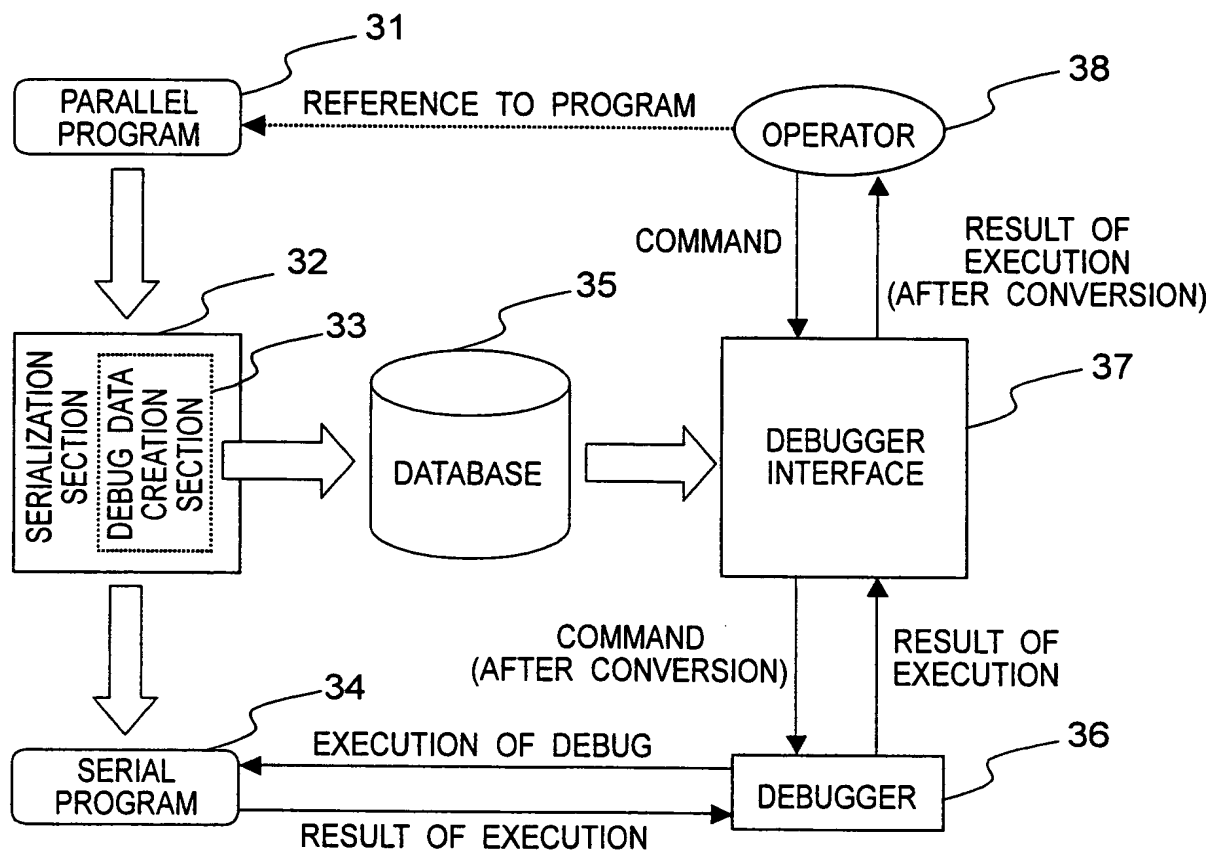 31
PARALLEL
PROGRAM
REFERENCE TO PROGRAM
OPERATOR
38
COMMAND
RESULT OF
EXECUTION
(AFTER CONVERSION)
32
33
SERIALIZATION
SECTION
DEBUG DATA
CREATION
SECTION
35
DATABASE
DEBUGGER
INTERFACE
37
COMMAND
(AFTER CONVERSION)
RESULT OF
EXECUTION
34
SERIAL
PROGRAM
EXECUTION OF DEBUG
RESULT OF EXECUTION
DEBUGGER
36